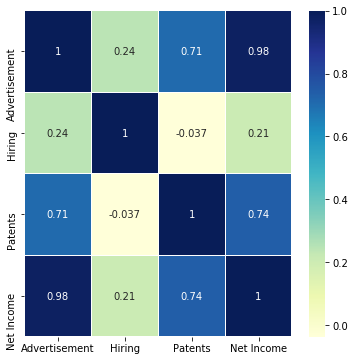 Advertisement
1
0.24
0.71
0.98
Hiring
0.24
1
-0.037
0.21
Patents
0.71
-0.037
1
0.74
Net Income
0.98
0.21
0.74
1
Advertisement
Hiring
Patents
Net Income
1.0
0.8
0.6
0.4
0.2
0.0